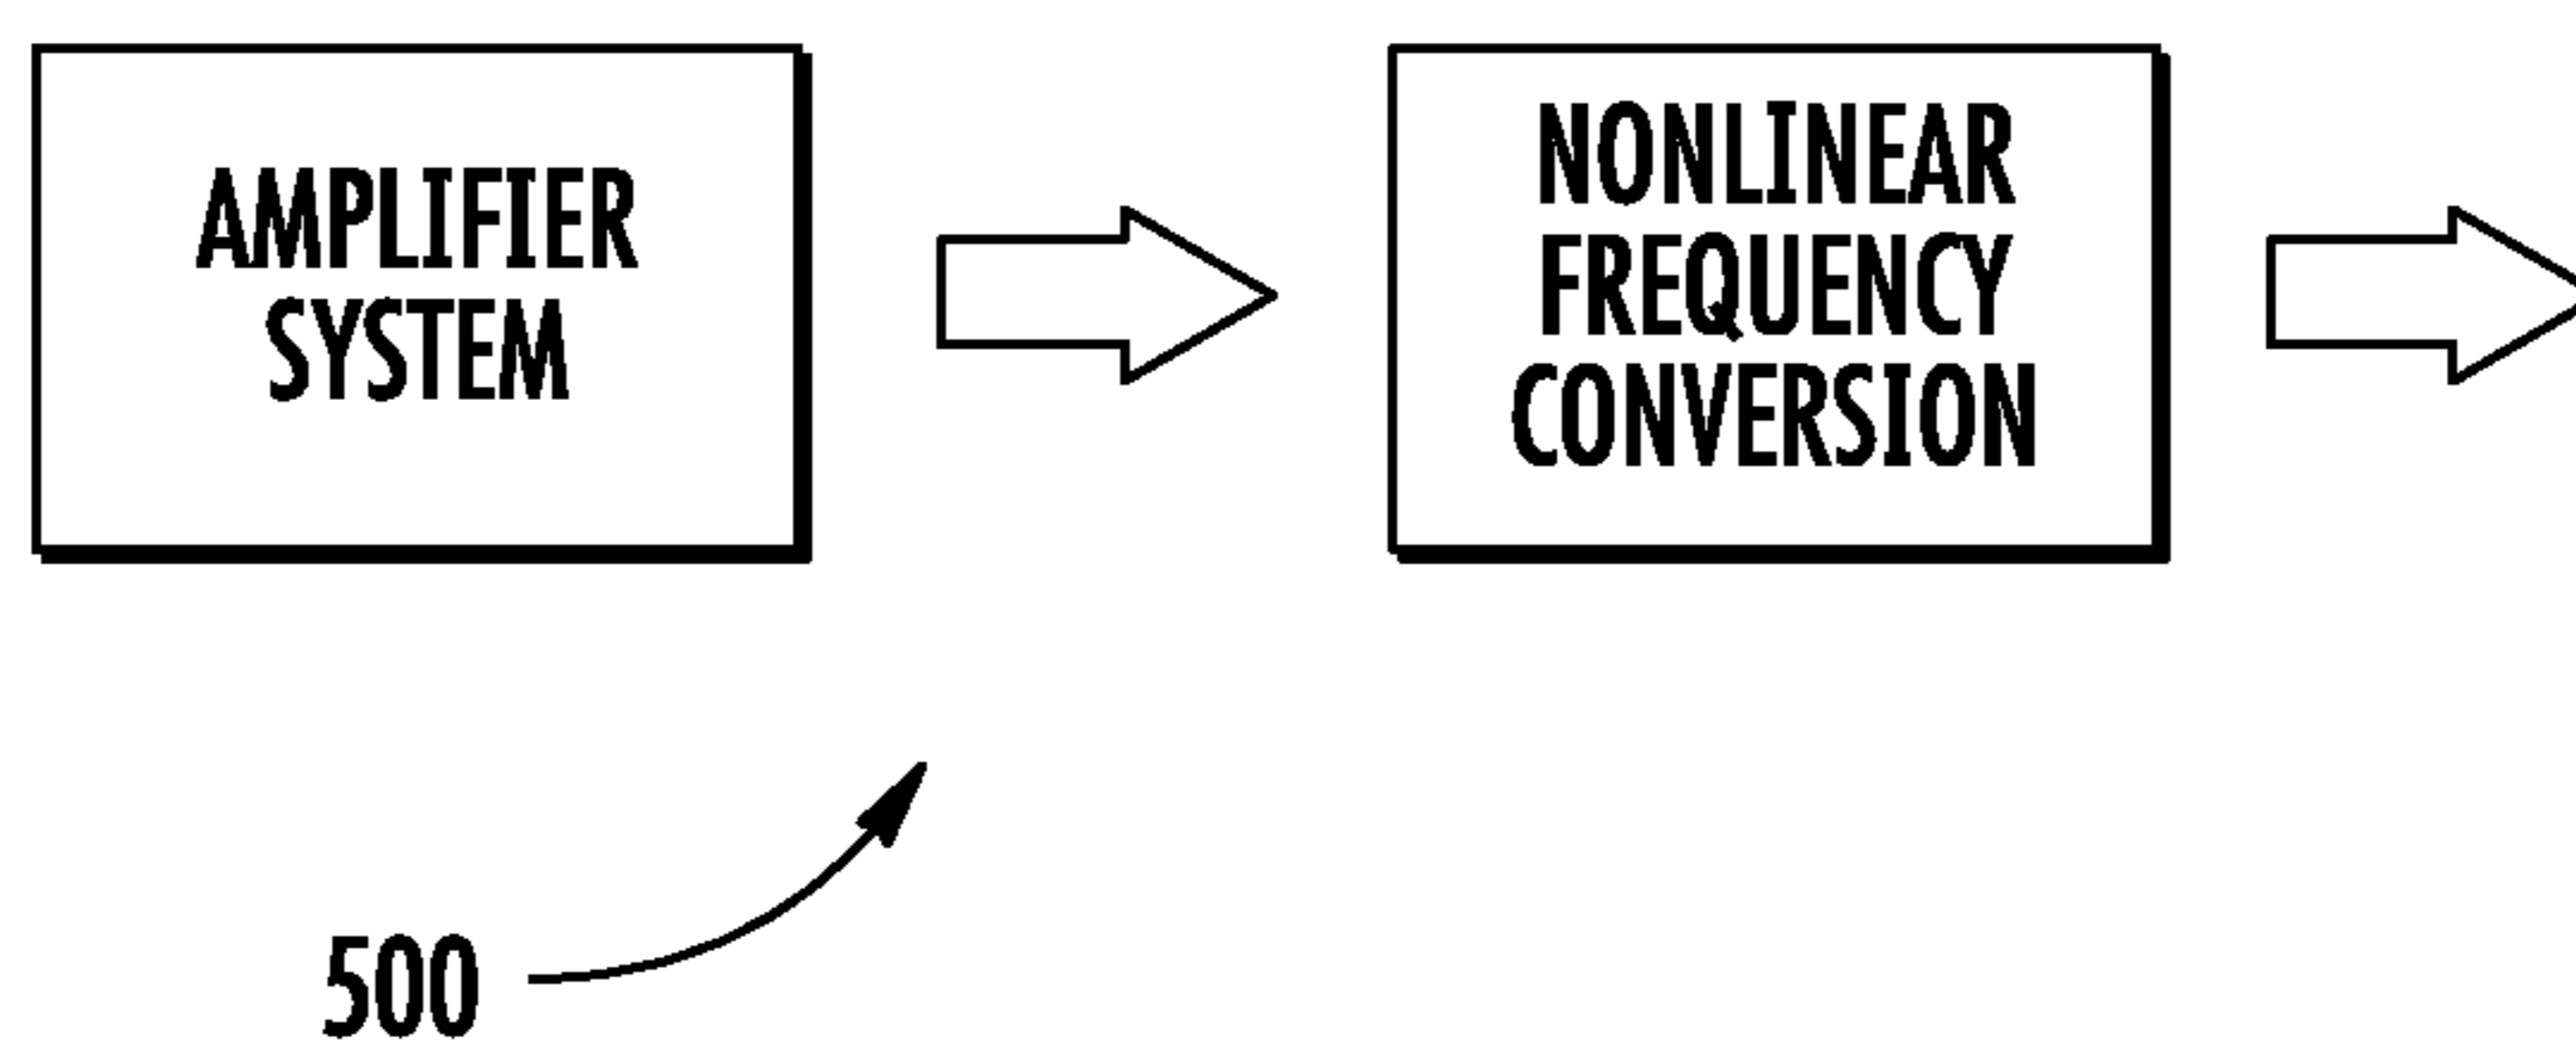 AMPLIFIER
SYSTEM
NONLINEAR
FREQUENCY
CONVERSION
500